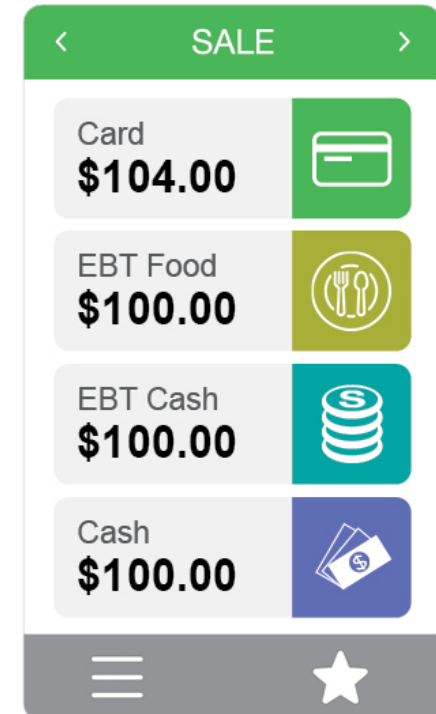 SALE
Card
$104.00
EBT Food
$100.00
EBT Cash
$100.00
S
Cash
$100.00
$